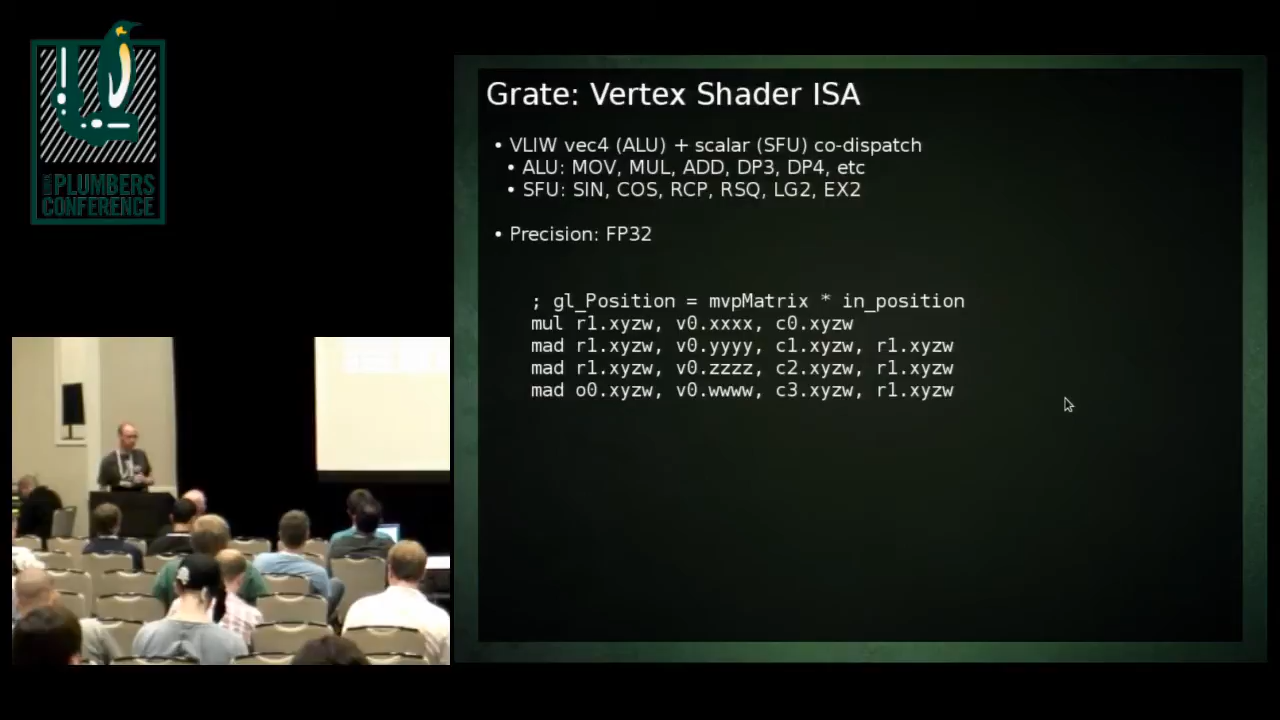 PLUMBERS
CONFERENCE
Grate: Vertex Shader ISA
• VLIW vec4 (ALU) + scalar (SFU) co-dispatch
• ALU: MOV, MUL, ADD, DP3, DP4, etc
• SFU: SIN, COS, RCP, RSQ, LG2, EX2
• Precision: FP32
; gl_Position = mvpMatrix * in_position
mul r1.xyzw, v0.xxxx, c0.xyzw
mad r1.xyzw, v0.yyyy, c1.xyzw, r1.xyzw
mad r1.xyzw, v0.zzzz, c2.xyzw, r1.xyzw
mad o0.xyzw, v0.wwww, c3.xyzw, r1.xyzw